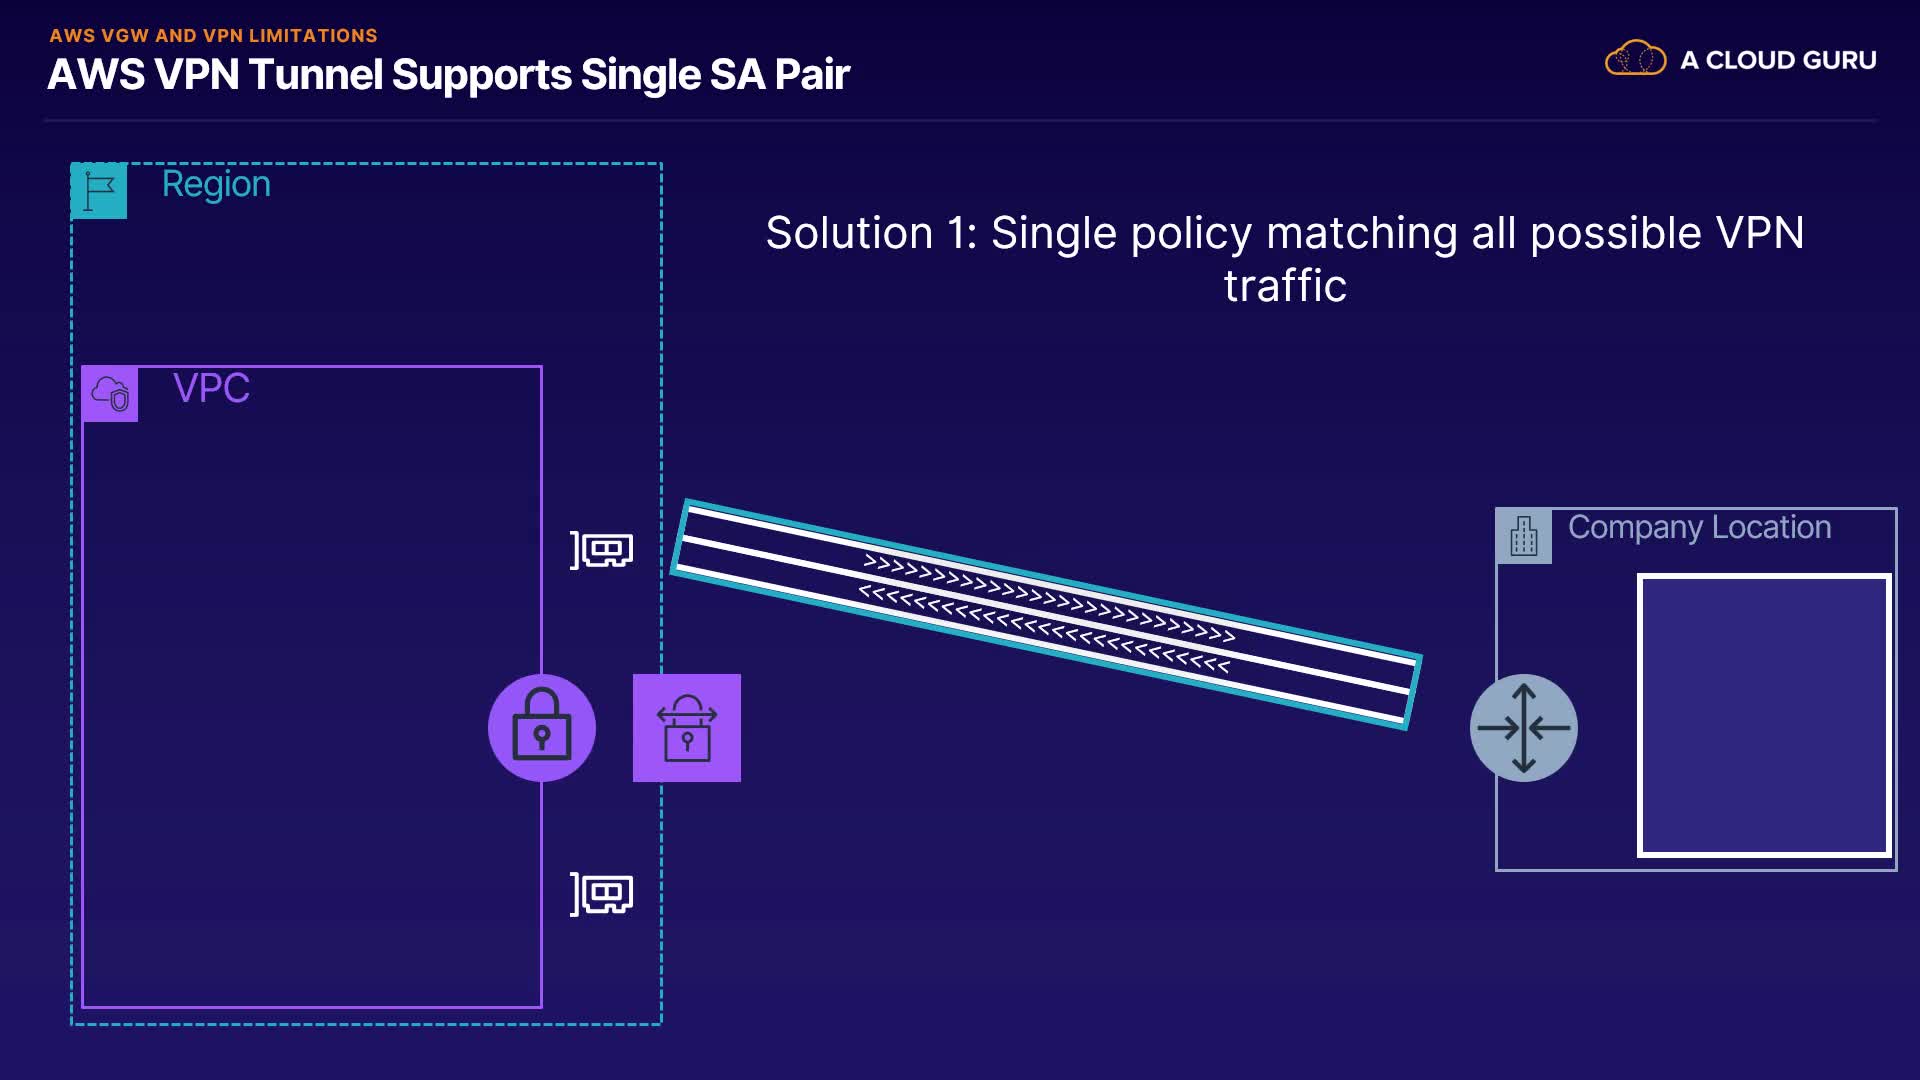 AWS VGW AND VPN LIMITATIONS
AWS VPN Tunnel Supports Single SA Pair
A CLOUD GURU
Region
Solution 1: Single policy matching all possible VPN
traffic
VPC
Company Location